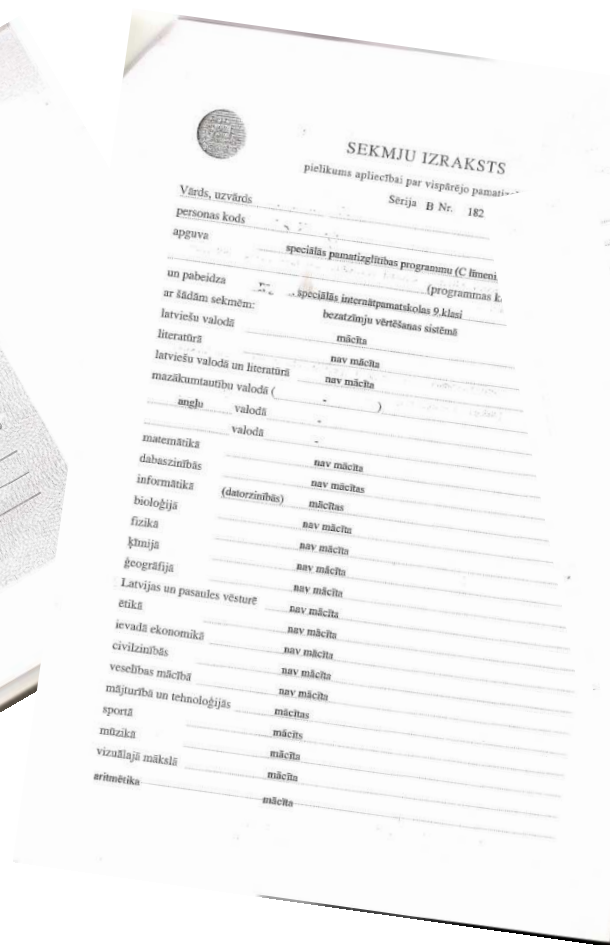 SEKMJU IZRAKSTS
pielikums apliecībai par vispārējo
Sērija B Nr. 182
Vārds, uzvārds
personas kods
apguva speciālās pamatizglītības programmu (C līmeni
(programmas k
un pabeidza speciālās internātpamatskolas 9.klasi
ar šādām sekmēm: bezatzīmju vērtēšanas sistēmā
latviešu valodā mācīta
literatūrā nav mācīta
latviešu valodā un literatūrā nav mācīta
mazākumtautību valodā ( - )
angļu valodā -
valodā -
matemātikā nav mācīta
dabaszinībās nav mācītas
informātikā (datorzinībās) mācītas
bioloģijā nav mācīta
fizikā nav mācīta
ķīmijā nav mācīta
ģeogrāfijā nav mācīta
Latvijas un pasaules vēsturē nav mācīta
ētikā nav mācīta
ievadā ekonomikā nav mācīta
civilzinībās nav mācīta
veselības mācībā nav mācīta
mājturībā un tehnoloģijās mācītas
sportā mācīts
mūzikā mācīta
vizuālajā mākslā mācīta
aritmētika mācīta